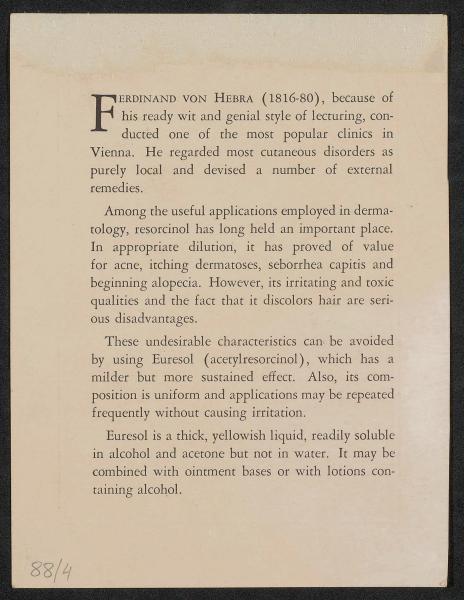 FERDINAND VON HEBRA (1816-80), because of
his ready wit and genial style of lecturing, con-
ducted one of the most popular clinics in
Vienna. He regarded most cutaneous disorders as
purely local and devised a number of external
remedies.
Among the useful applications employed in derma-
tology, resorcinol has long held an important place.
In appropriate dilution, it has proved of value
for acne, itching dermatoses, seborrhea capitis and
beginning alopecia. However, its irritating and toxic
qualities and the fact that it discolors hair are seri-
ous disadvantages.
These undesirable characteristics can be avoided
by using Euresol (acetylresorcinol), which has a
milder but more sustained effect. Also, its com-
position is uniform and applications may be repeated
frequently without causing irritation.
Euresol is a thick, yellowish liquid, readily soluble
in alcohol and acetone but not in water. It may be
combined with ointment bases or with lotions con-
taining alcohol.
88/4